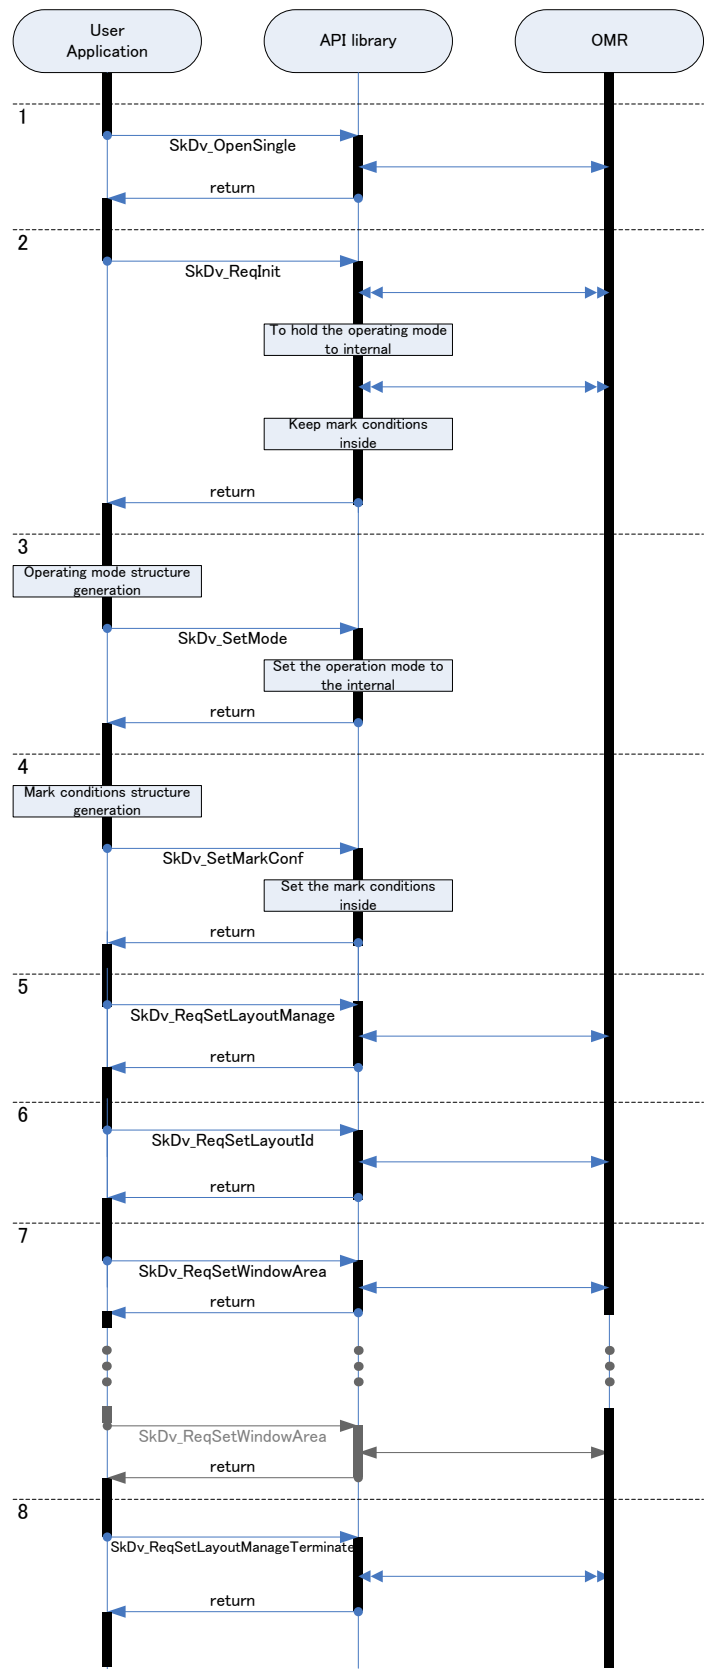 User
Application
API library
OMR
1
SkDv_OpenSingle
return
2
SkDv_ReqInit
To hold the operating mode
to internal
Keep mark conditions
inside
return
3
Operating mode structure
generation
SkDv_SetMode
Set the operation mode to
the internal
return
4
Mark conditions structure
generation
SkDv_SetMarkConf
Set the mark conditions
inside
return
5
SkDv_ReqSetLayoutManage
return
6
SkDv_ReqSetLayoutId
return
7
SkDv_ReqSetWindowArea
return
SkDv_ReqSetWindowArea
return
8
SkDv_ReqSetLayoutManageTerminate
return